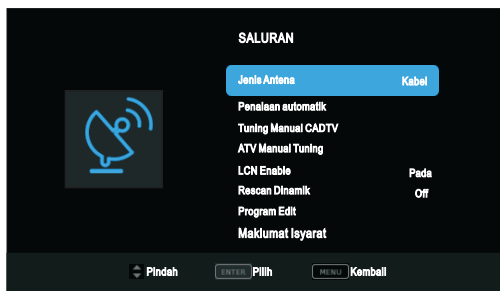 SALURAN
Jenis Antena Kabel
Penalaan automatik
Tuning Manual CADTV
ATV Manual Tuning
LCN Enable Pada
Rescan Dinamik Off
Program Edit
Maklumat Isyarat
Pindah ENTER Pilih MENU Kembali